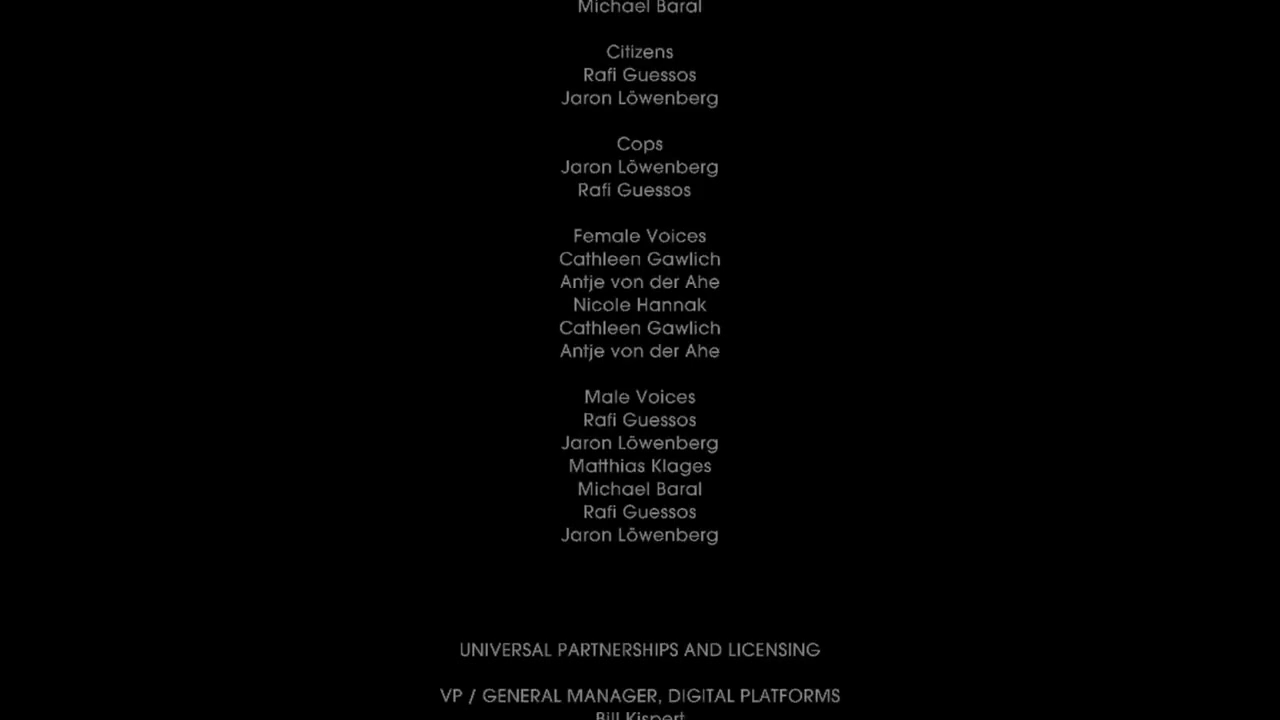 Michael Baral
Citizens
Rafi Guessos
Jaron Löwenberg
Cops
Jaron Löwenberg
Rafi Guessos
Female Voices
Cathleen Gawlich
Antje von der Ahe
Nicole Hannak
Cathleen Gawlich
Antje von der Ahe
Male Voices
Rafi Guessos
Jaron Löwenberg
Matthias Klages
Michael Baral
Rafi Guessos
Jaron Löwenberg
UNIVERSAL PARTNERSHIPS AND LICENSING
VP / GENERAL MANAGER, DIGITAL PLATFORMS
Bill Kispert